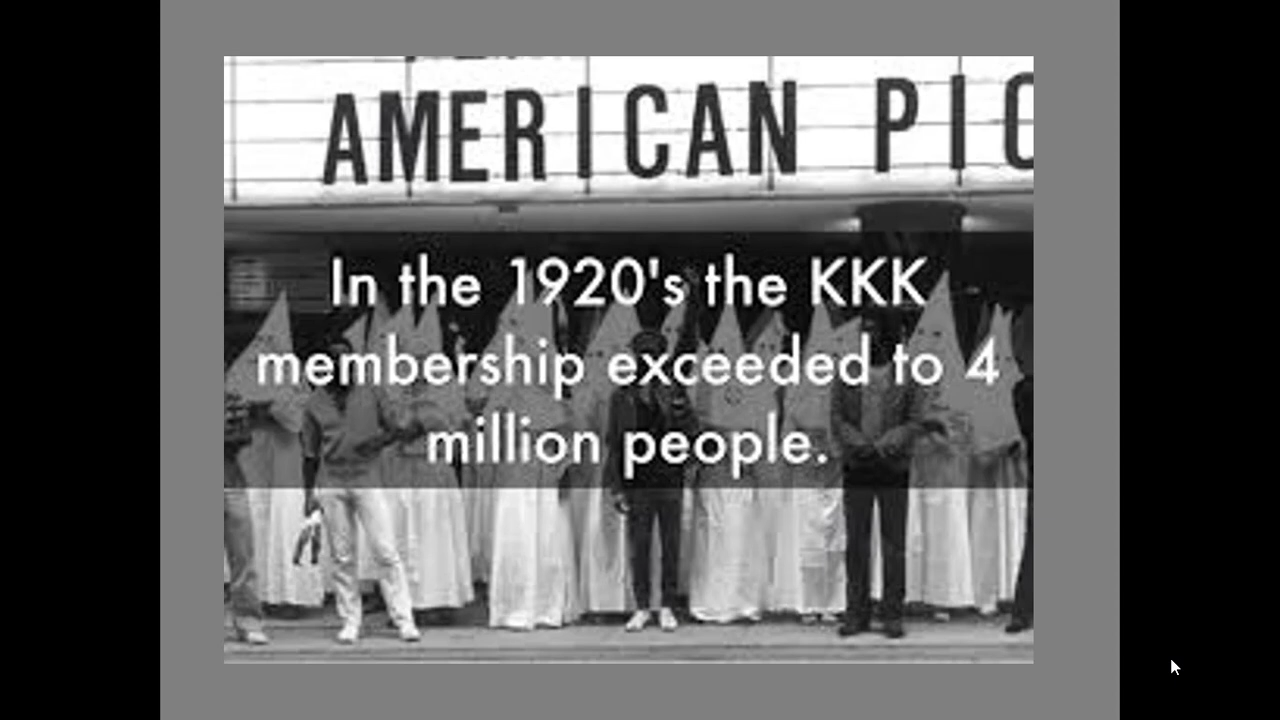 AMERICAN PIC
In the 1920's the KKK
membership exceeded to 4
million people.